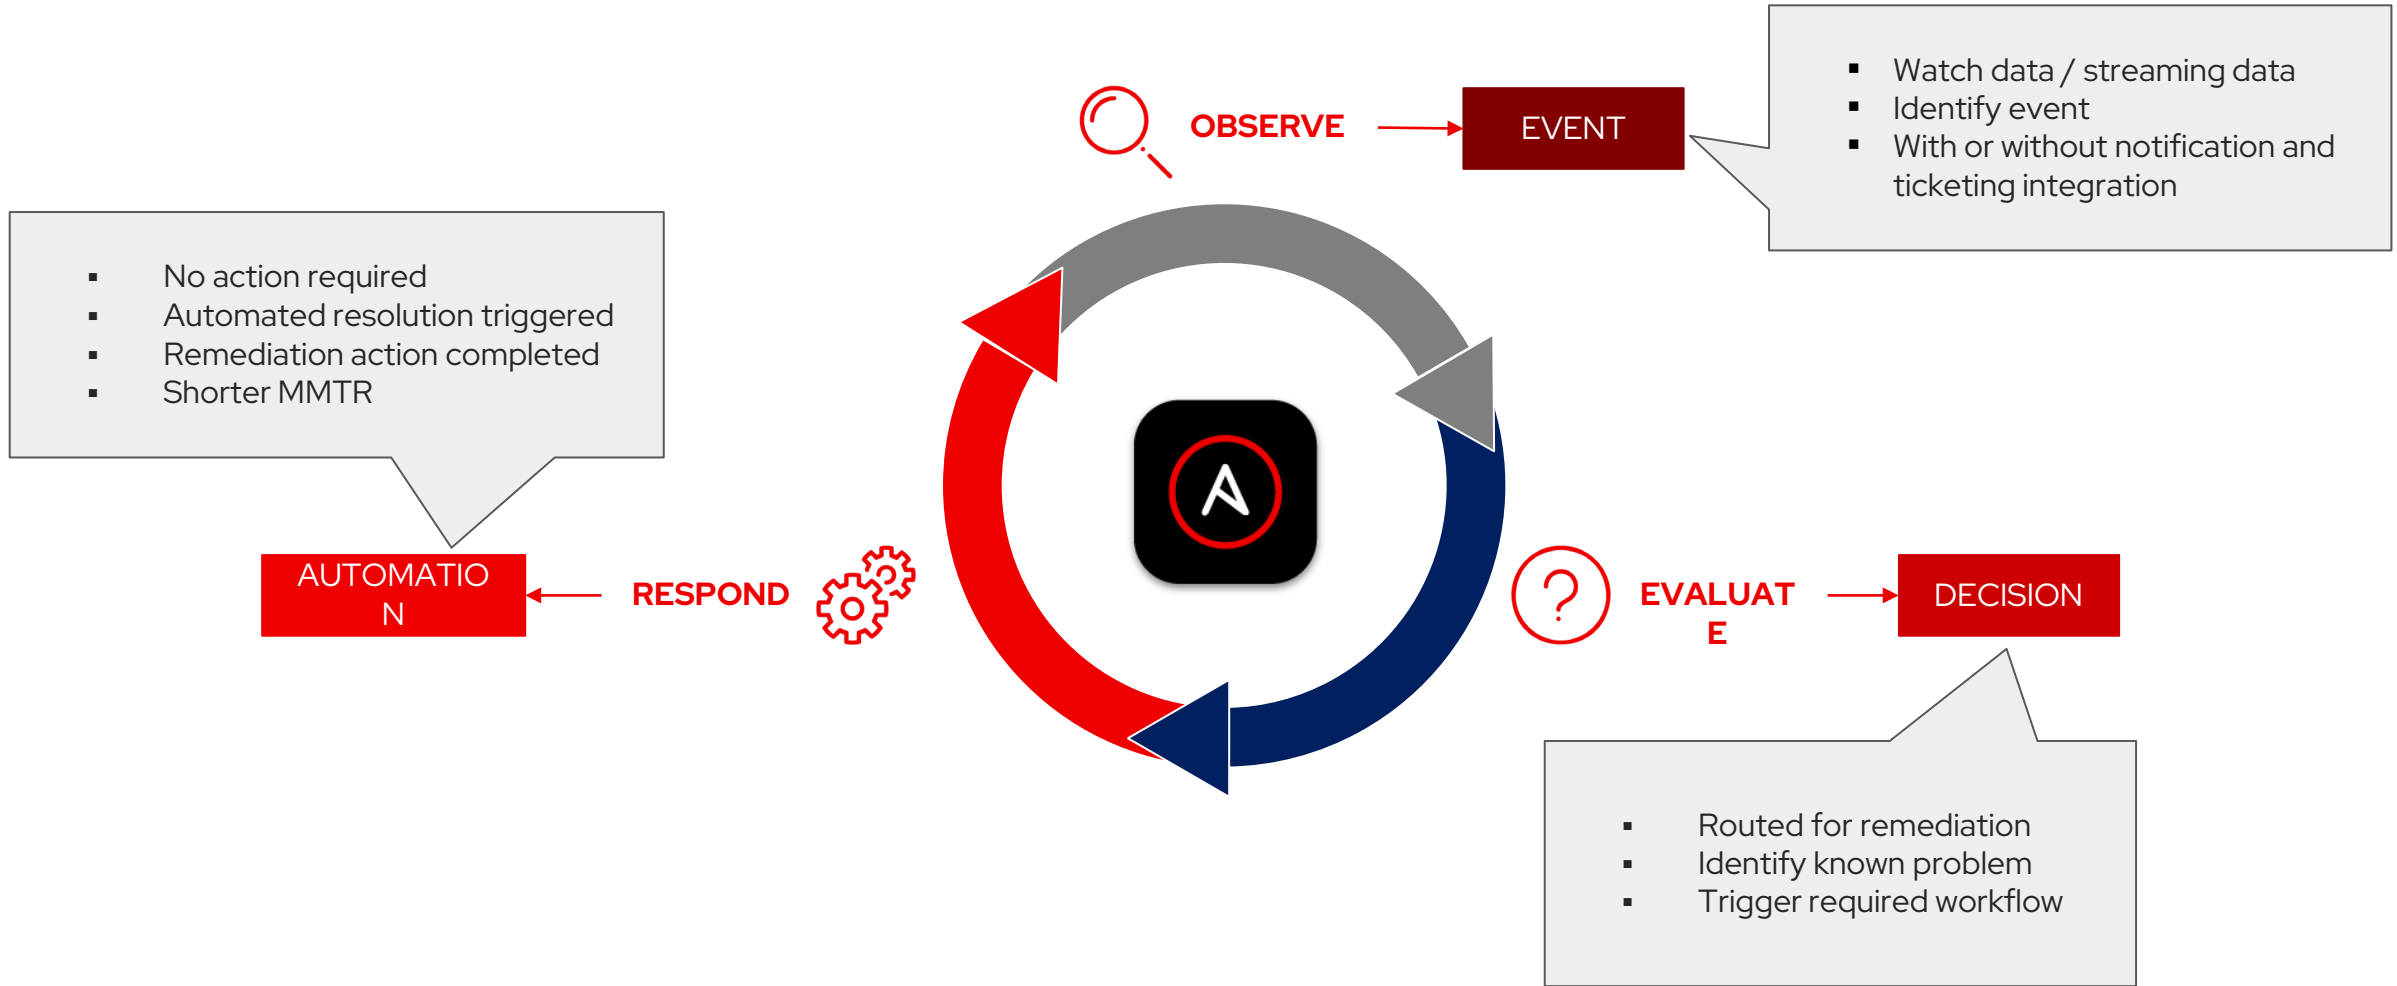 OBSERVE
EVENT
▪ Watch data / streaming data
▪ Identify event
▪ With or without notification and
ticketing integration
▪ No action required
▪ Automated resolution triggered
▪ Remediation action completed
▪ Shorter MMTR
AUTOMATIO
N
RESPOND
EVALUAT
E
DECISION
▪ Routed for remediation
▪ Identify known problem
▪ Trigger required workflow